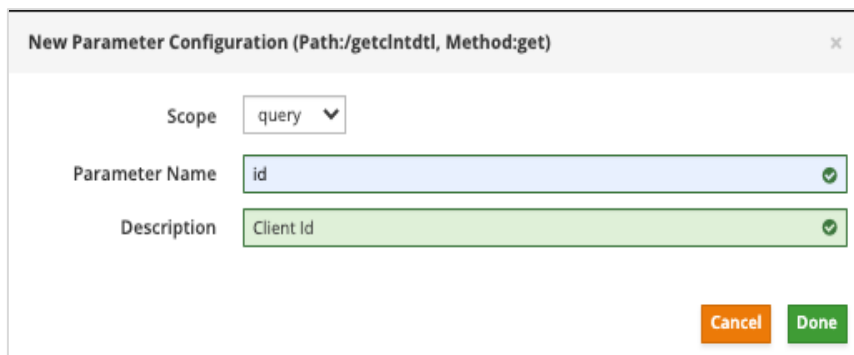 New Parameter Configuration (Path:/getclntdtl, Method:get)
×
Scope query
Parameter Name id
Description Client Id
Cancel Done